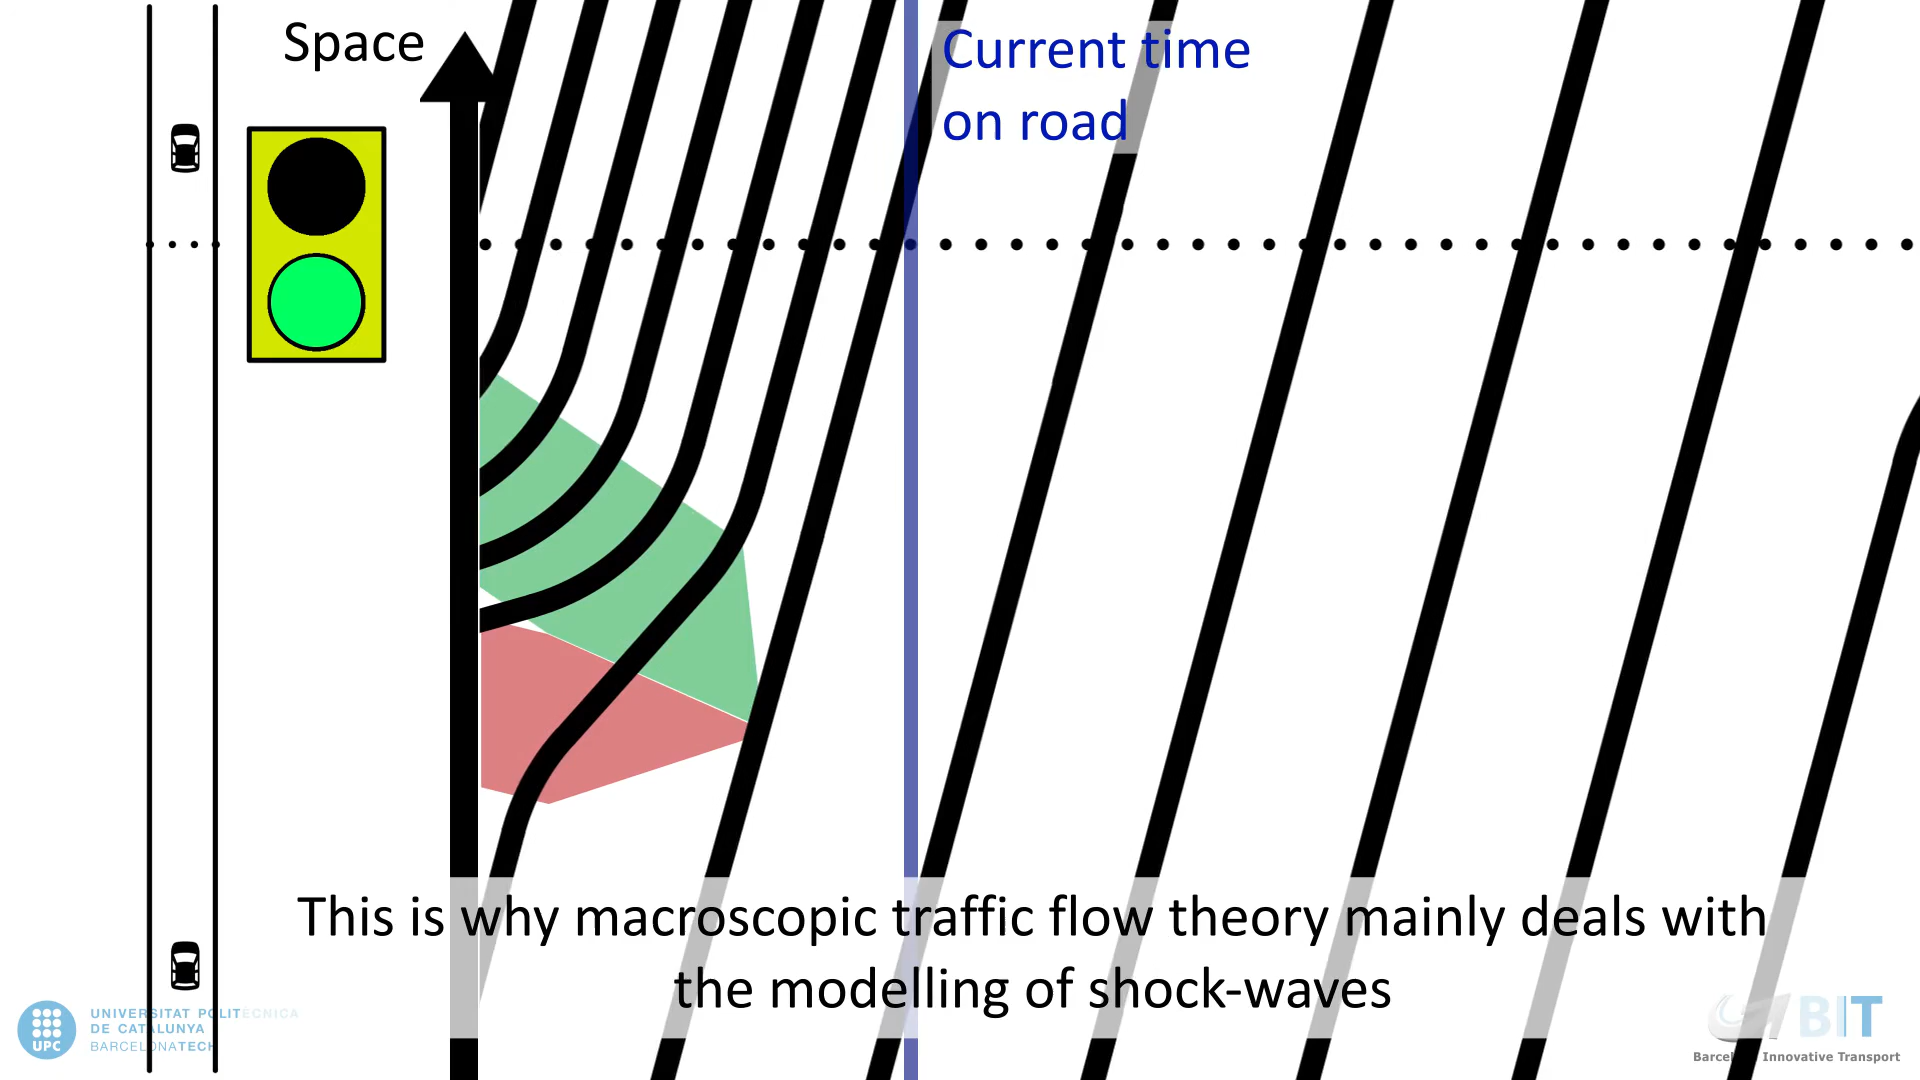 Space
Current time
on road
This is why macroscopic traffic flow theory mainly deals with
the modelling of shock-waves
UNIVERSITAT POLITÈCNICA
DE CATALUNYA
BARCELONATECH
UPC
BIT
Innovative Transport